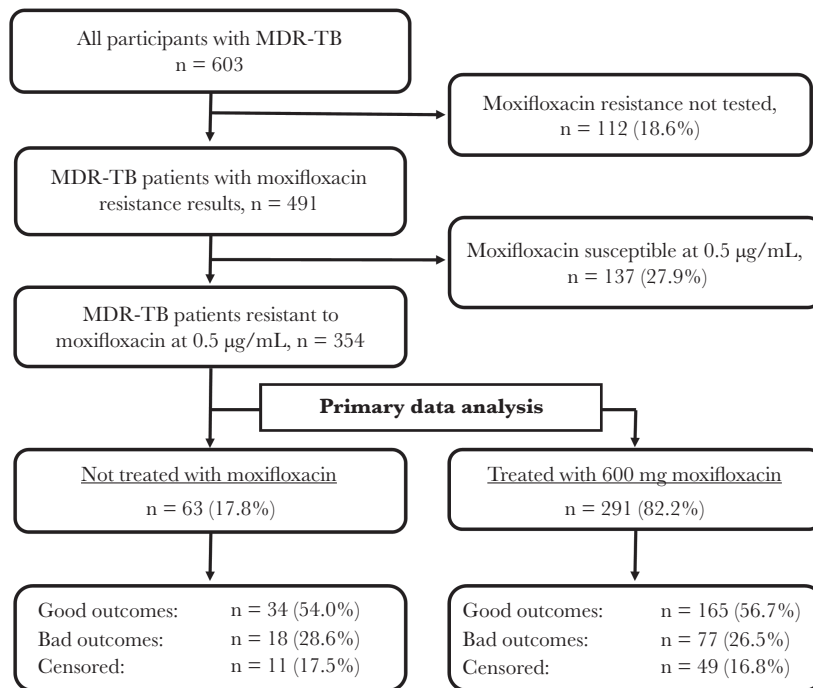 All participants with MDR-TB
n = 603
Moxifloxacin resistance not tested,
n = 112 (18.6%)
MDR-TB patients with moxifloxacin
resistance results, n = 491
Moxifloxacin susceptible at 0.5 µg/mL,
n = 137 (27.9%)
MDR-TB patients resistant to
moxifloxacin at 0.5 µg/mL, n = 354
Primary data analysis
Not treated with moxifloxacin
n = 63 (17.8%)
Treated with 600 mg moxifloxacin
n = 291 (82.2%)
Good outcomes: n = 34 (54.0%)
Bad outcomes: n = 18 (28.6%)
Censored: n = 11 (17.5%)
Good outcomes: n = 165 (56.7%)
Bad outcomes: n = 77 (26.5%)
Censored: n = 49 (16.8%)